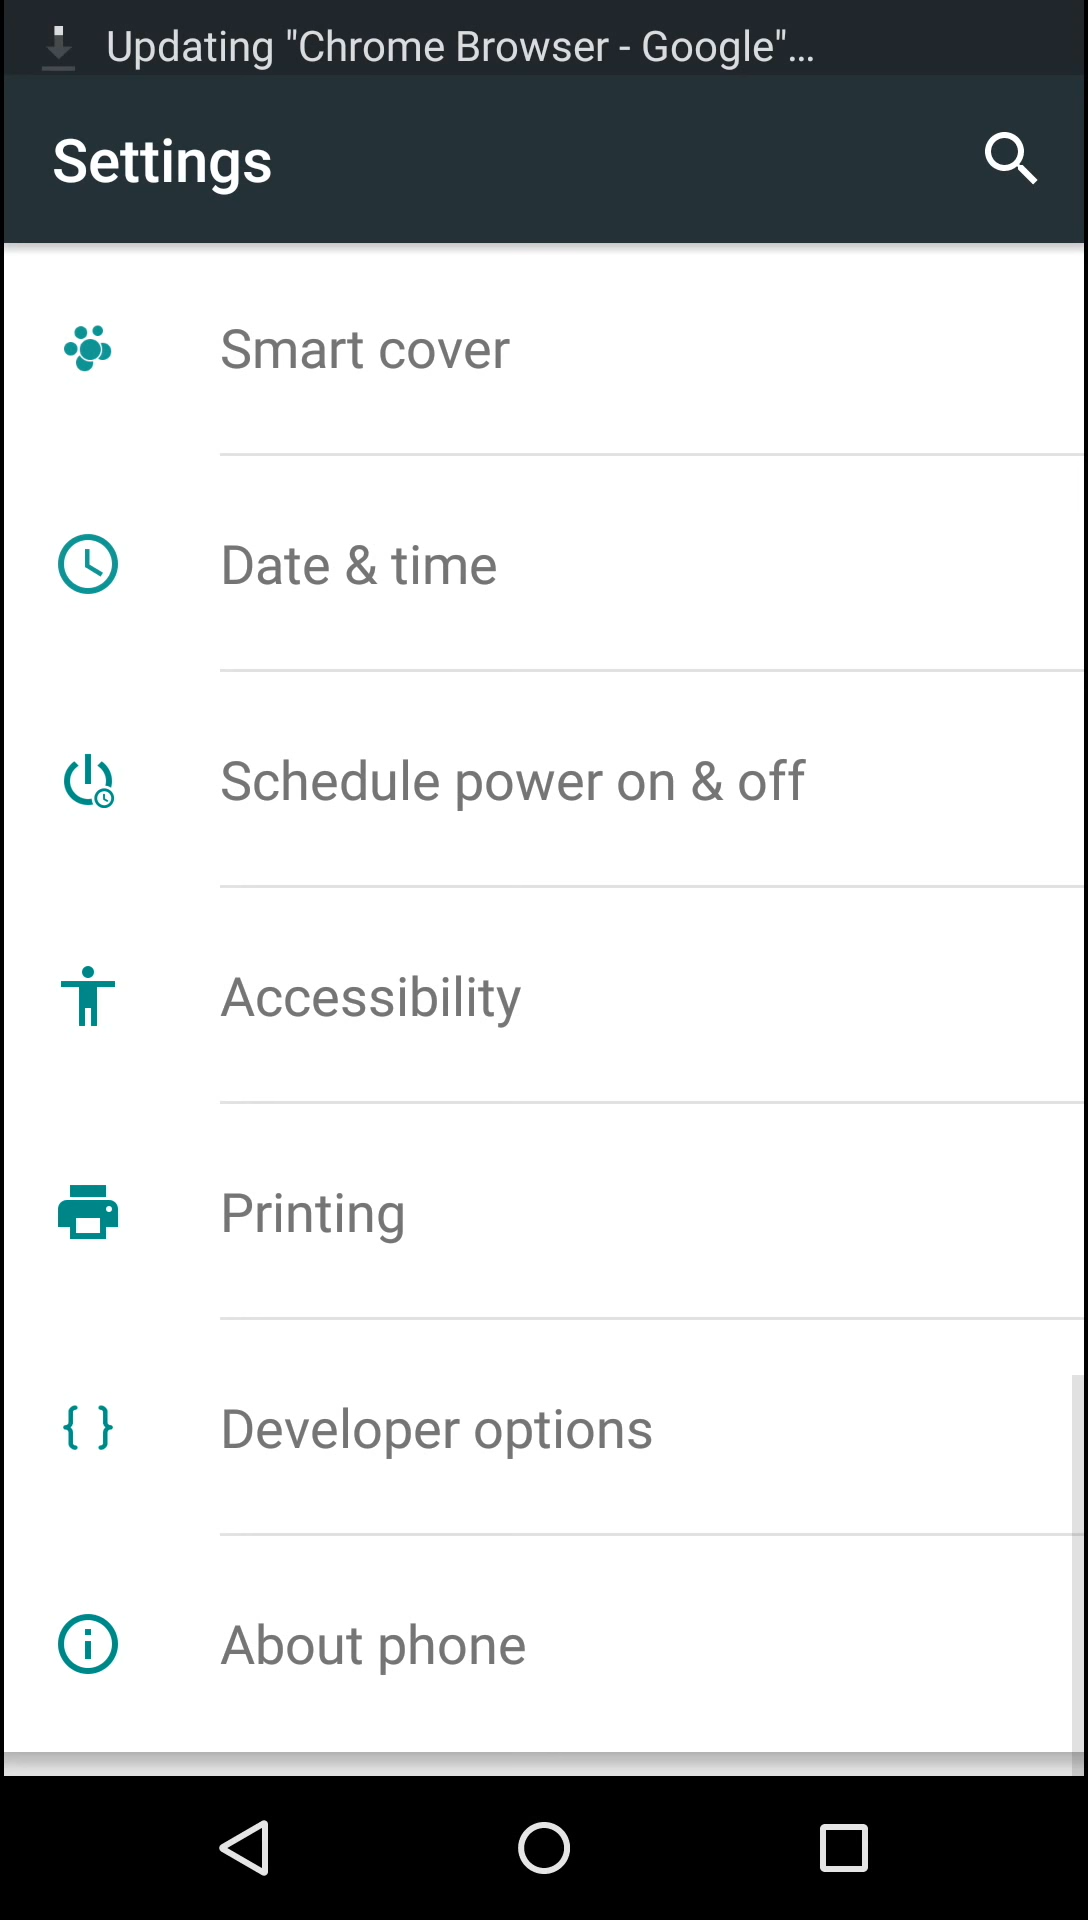 Updating "Chrome Browser - Google"...
Settings
Smart cover
Date & time
Schedule power on & off
Accessibility
Printing
Developer options
About phone